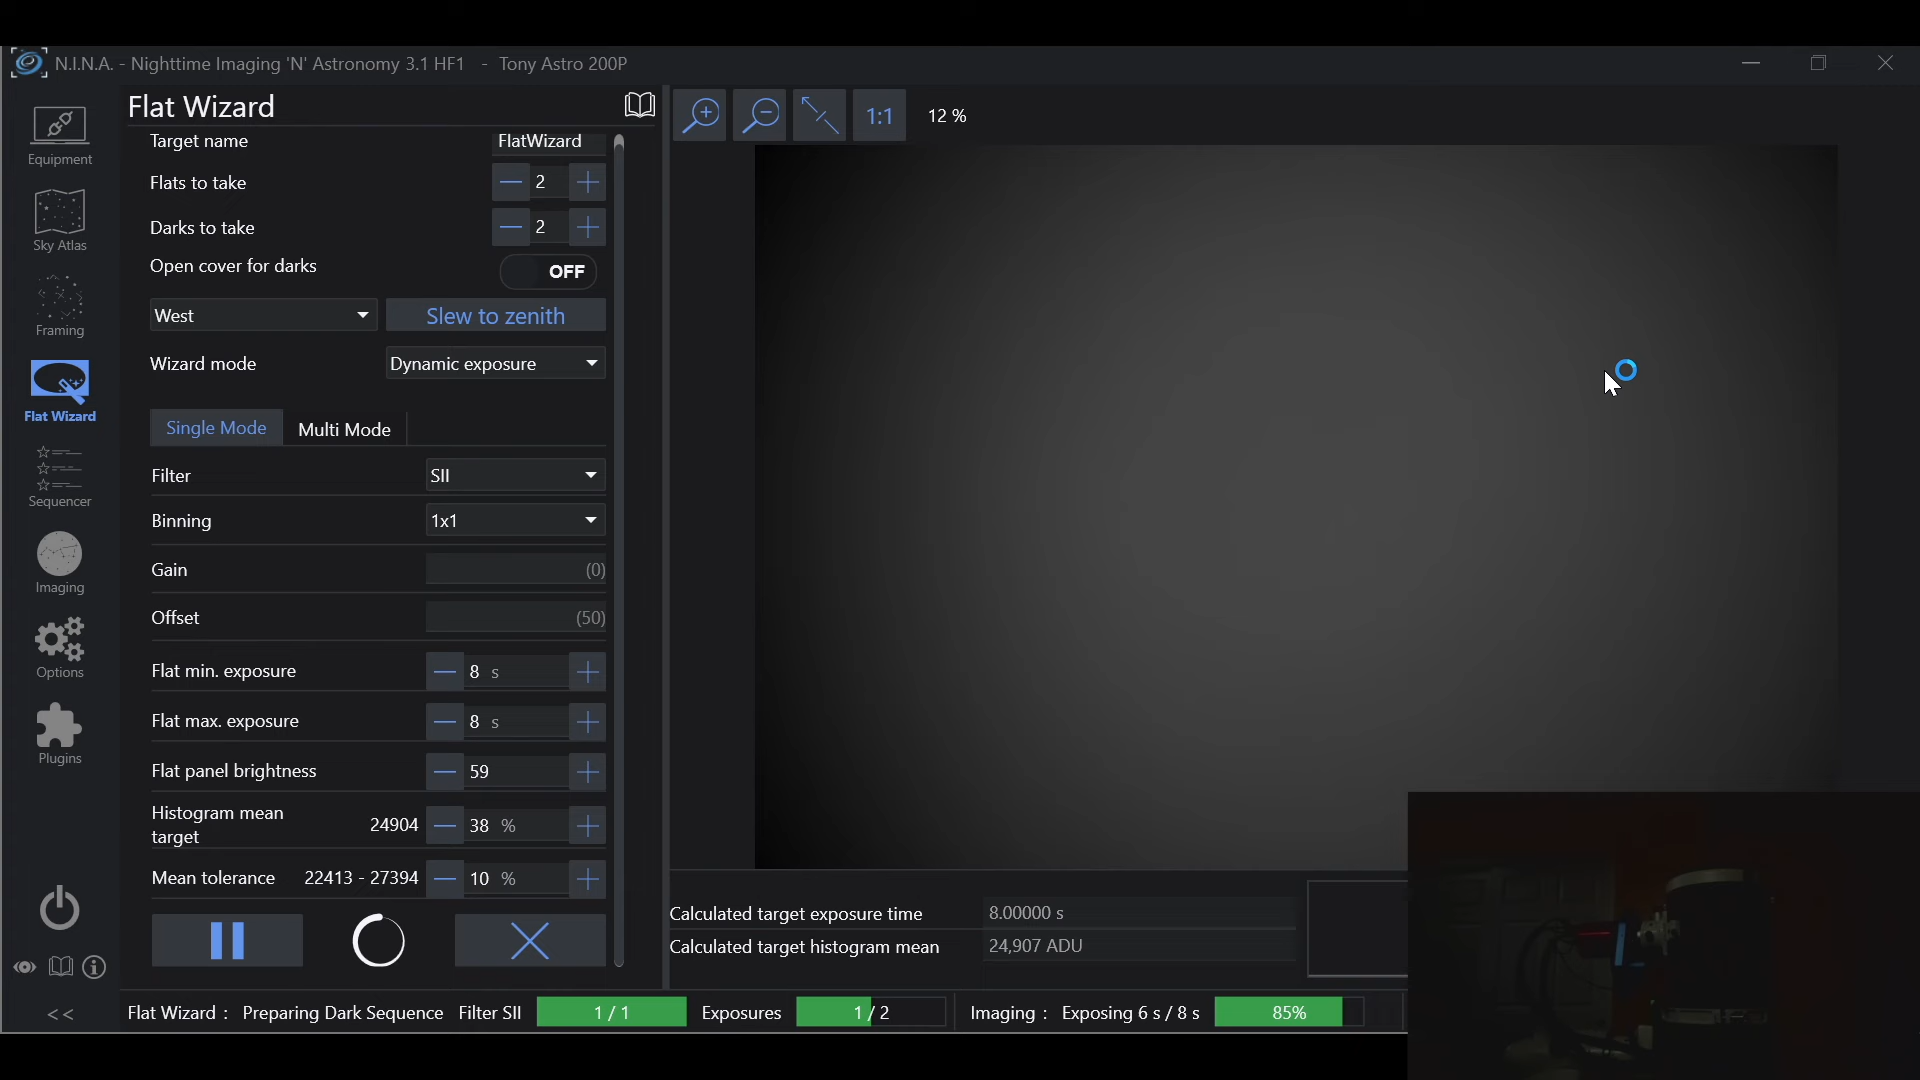 N.I.N.A. - Nighttime Imaging 'N' Astronomy 3.1 HF1 - Tony Astro 200P
Equipment
Sky Atlas
Framing
Flat Wizard
Sequencer
Imaging
Options
Plugins
<<
Flat Wizard
Target name FlatWizard
Flats to take 2
Darks to take 2
Open cover for darks OFF
West Slew to zenith
Wizard mode Dynamic exposure
Single Mode Multi Mode
Filter SII
Binning 1x1
Gain (0)
Offset (50)
Flat min. exposure 8 s
Flat max. exposure 8 s
Flat panel brightness 59
Histogram mean
target 24904 38 %
Mean tolerance 22413 - 27394 10 %
1:1 12 %
Calculated target exposure time 8.00000 s
Calculated target histogram mean 24,907 ADU
Flat Wizard : Preparing Dark Sequence Filter SII 1 / 1 Exposures 1 / 2 Imaging : Exposing 6 s / 8 s 85%